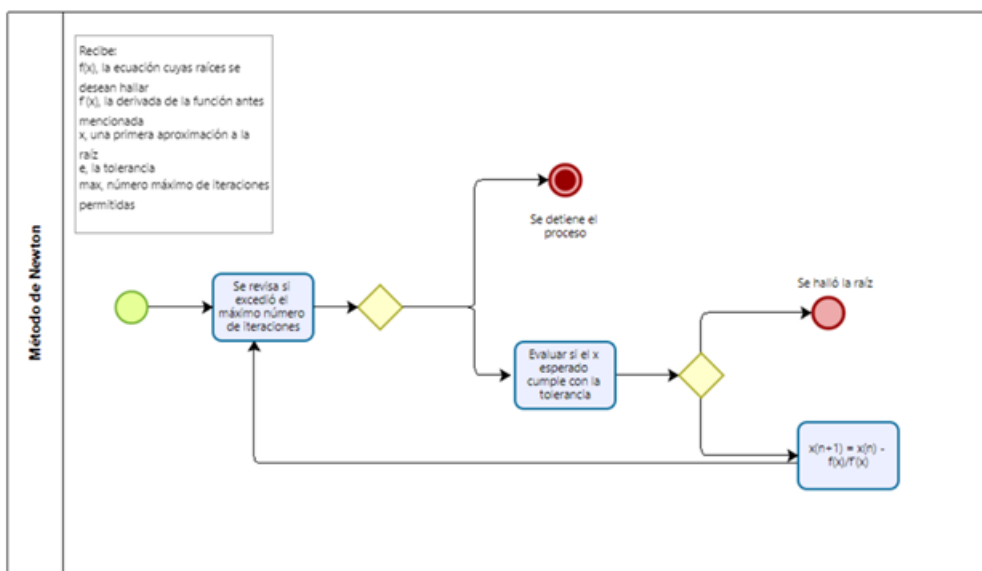 Método de Newton
Recibe:
f(x), la ecuación cuyas raíces se
desean hallar
f'(x), la derivada de la función antes
mencionada
x, una primera aproximación a la
raíz
e, la tolerancia
max, número máximo de iteraciones
permitidas
Se detiene el
proceso
Se revisa si
excedió el
máximo número
de iteraciones
Se halló la raíz
Evaluar si el x
esperado
cumple con la
tolerancia
x(n+1) = x(n) -
f(x)/f'(x)